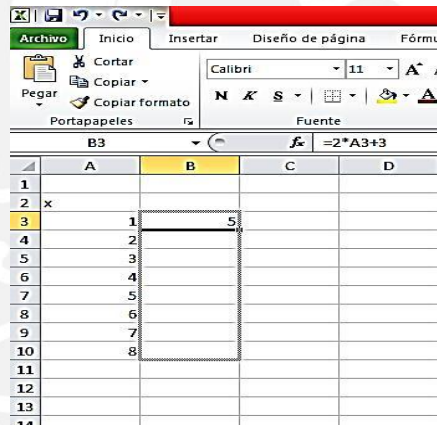 Archivo Inicio Insertar Diseño de página Fórmu
Cortar
Copiar
Copiar formato
Pegar
Calibri 11 A A
N K S A
Portapapeles Fuente
B3 fx =2*A3+3
A B C D
1
2 x
3 1 5
4 2
5 3
6 4
7 5
8 6
9 7
10 8
11
12
13
14